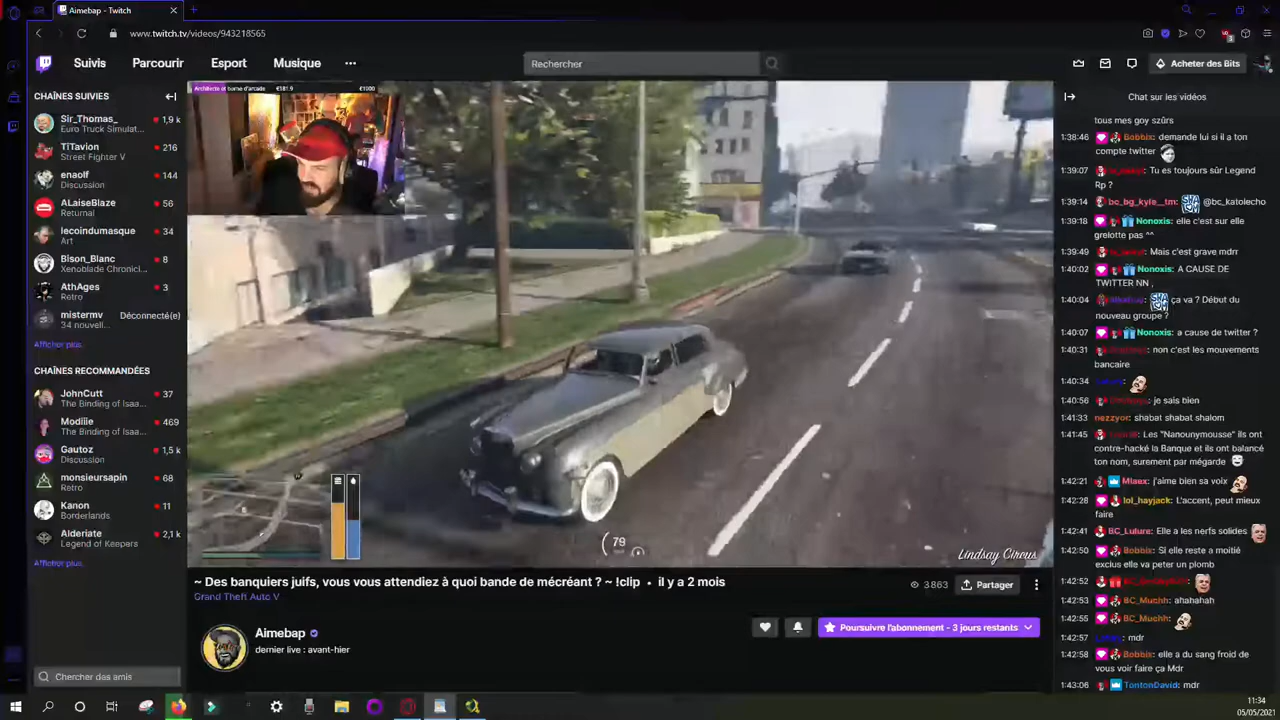 Aimebap - Twitch
www.twitch.tv/videos/943218565
Suivis
Parcourir
Esport
Musique
Rechercher
Acheter des Bits
CHAÎNES SUIVIES
Sir_Thomas_
1,9 k
Euro Truck Simulat...
TiTavion
216
Street Fighter V
enaolf
144
Discussion
ALaiseBlaze
56
Returnal
lecoindumasque
34
Art
Bison_Blanc
8
Xenoblade Chronici...
AthAges
3
Retro
mistermv
Déconnecté(e)
34 nouvell...
Afficher plus
CHAÎNES RECOMMANDÉES
JohnCutt
37
The Binding of Isaa...
Modiiie
469
The Binding of Isaa...
Gautoz
1,5 k
Discussion
monsieursapin
68
Retro
Kanon
11
Borderlands
Alderiate
2,1 k
Legend of Keepers
Afficher plus
Chercher des amis
Architecte et borne d'arcade
€1000
79
Lindsay Circus
~ Des banquiers juifs, vous vous attendiez à quoi bande de mécréant ? ~ !clip • il y a 2 mois
Grand Theft Auto V
3 863
Partager
Aimebap
dernier live : avant-hier
Poursuivre l'abonnement - 3 jours restants
Chat sur les vidéos
tous mes goy szûrs
1:38:46 Bobbix: demande lui si il a ton
compte twitter
1:39:07 Tu es toujours sûr Legend
Rp ?
1:39:14 bc_bg_kyle__tm: @bc_katolecho
1:39:18 Nonoxis: elle c'est sur elle
grelotte pas ^^
1:39:49 Mais c'est grave mdrr
1:40:02 Nonoxis: A CAUSE DE
TWITTER NN ,
1:40:04 ça va ? Début du
nouveau groupe ?
1:40:07 Nonoxis: a cause de twitter ?
1:40:31 non c'est les mouvements
bancaire
1:40:34
1:40:56 je sais bien
1:41:33 nezzyor: shabat shabat shalom
1:41:45 Les "Nanounymousse" ils ont
contre-hacké la Banque et ils ont balancé
ton nom, surement par mégarde
1:42:21 Mlaex: j'aime bien sa voix
1:42:28 lol_hayjack: L'accent, peut mieux
faire
1:42:41 BC_Lulure: Elle a les nerfs solides
1:42:50 Bobbix: Si elle reste a moitié
exclus elle va peter un plomb
1:42:52
1:42:53 BC_Muchh: ahahahah
1:42:55 BC_Muchh:
1:42:57 mdr
1:42:58 Bobbix: elle a du sang froid de
vous voir faire ça Mdr
1:43:06 TontonDavid: mdr
11:34
05/05/2021